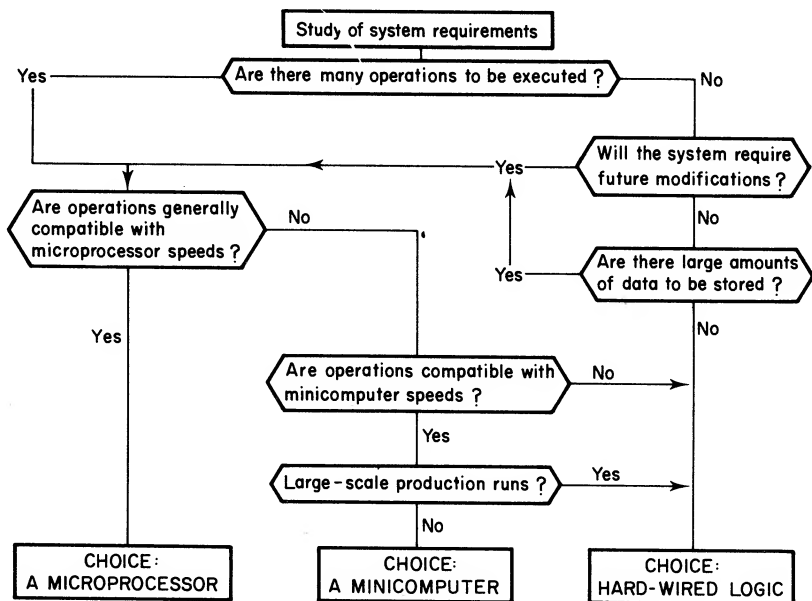 Study of system requirements
Yes
Are there many operations to be executed ?
No
Yes
Will the system require
future modifications ?
Are operations generally
compatible with
microprocessor speeds ?
No
No
Yes
Are there large amounts
of data to be stored ?
Yes
No
Are operations compatible with
minicomputer speeds ?
No
Yes
Large-scale production runs ?
Yes
No
CHOICE:
A MICROPROCESSOR
CHOICE:
A MINICOMPUTER
CHOICE:
HARD-WIRED LOGIC